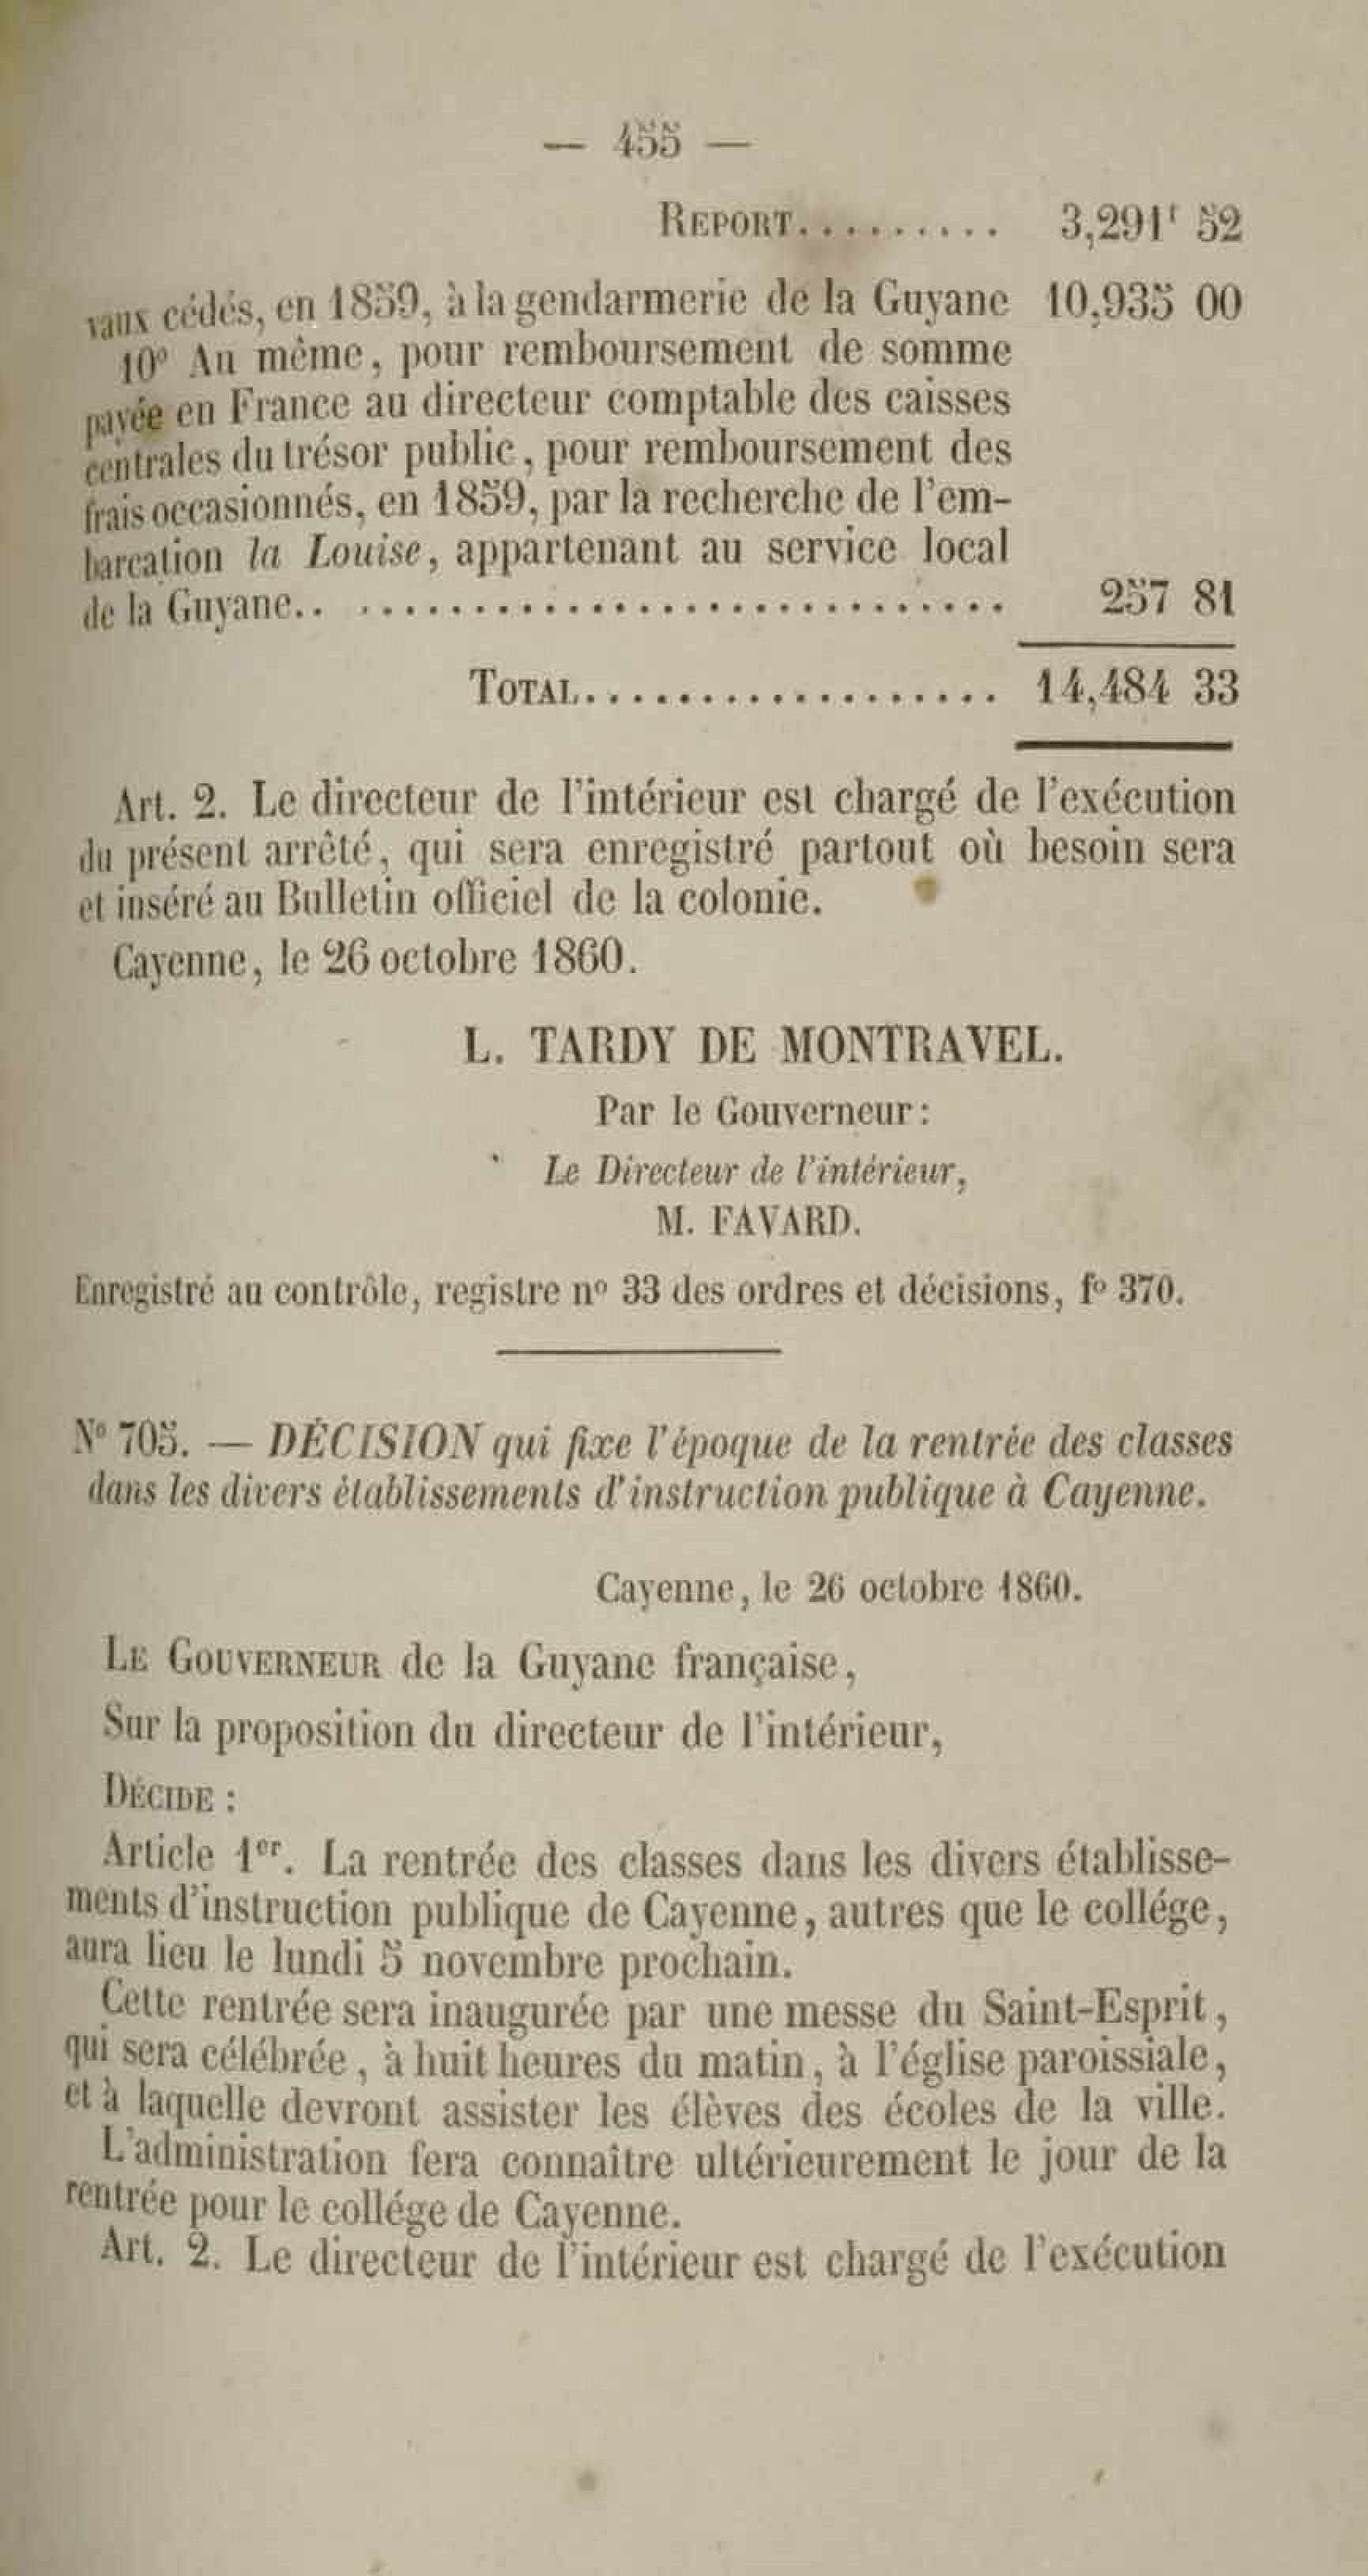 — 455 —
REPORT.......... 3,291f 52
vaux cédés, en 1859, à la gendarmerie de la Guyane 10,935 00
10° Au même, pour remboursement de somme
payée en France au directeur comptable des caisses
centrales du trésor public, pour remboursement des
frais occasionnés, en 1859, par la recherche de l'em-
barcation la Louise, appartenant au service local
de la Guyane.. ............................ 257 81
TOTAL.................. 14,484 33
Art. 2. Le directeur de l'intérieur est chargé de l'exécution
du présent arrêté, qui sera enregistré partout où besoin sera
et inséré au Bulletin officiel de la colonie.
Cayenne, le 26 octobre 1860.
L. TARDY DE MONTRAVEL.
Par le Gouverneur:
Le Directeur de l'intérieur,
M. FAVARD.
Enregistré au contrôle, registre n° 33 des ordres et décisions, f° 370.
N° 705. — DÉCISION qui fixe l'époque de la rentrée des classes
dans les divers établissements d'instruction publique à Cayenne.
Cayenne, le 26 octobre 1860.
LE GOUVERNEUR de la Guyane française,
Sur la proposition du directeur de l'intérieur,
DÉCIDE :
Article 1er. La rentrée des classes dans les divers établisse-
ments d'instruction publique de Cayenne, autres que le collége,
aura lieu le lundi 5 novembre prochain.
Cette rentrée sera inaugurée par une messe du Saint-Esprit,
qui sera célébrée, à huit heures du matin, à l'église paroissiale,
et à laquelle devront assister les élèves des écoles de la ville.
L'administration fera connaître ultérieurement le jour de la
rentrée pour le collége de Cayenne.
Art. 2. Le directeur de l'intérieur est chargé de l'exécution